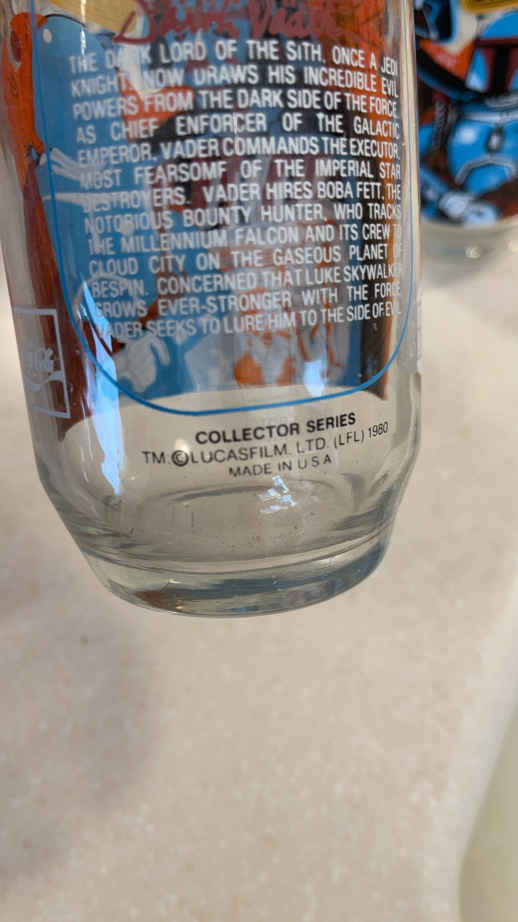 Darth Vader
THE DARK LORD OF THE SITH, ONCE A JEDI
KNIGHT, NOW DRAWS HIS INCREDIBLE EVIL
POWERS FROM THE DARK SIDE OF THE FORCE.
AS CHIEF ENFORCER OF THE GALACTIC
EMPEROR, VADER COMMANDS THE EXECUTOR,
MOST FEARSOME OF THE IMPERIAL STAR
DESTROYERS. VADER HIRES BOBA FETT, THE
NOTORIOUS BOUNTY HUNTER, WHO TRACKS
THE MILLENNIUM FALCON AND ITS CREW TO
CLOUD CITY ON THE GASEOUS PLANET OF
BESPIN. CONCERNED THAT LUKE SKYWALKER
GROWS EVER-STRONGER WITH THE FORCE,
VADER SEEKS TO LURE HIM TO THE SIDE OF EVIL
COLLECTOR SERIES
TM:©LUCASFILM, LTD. (LFL) 1980
MADE IN U S A